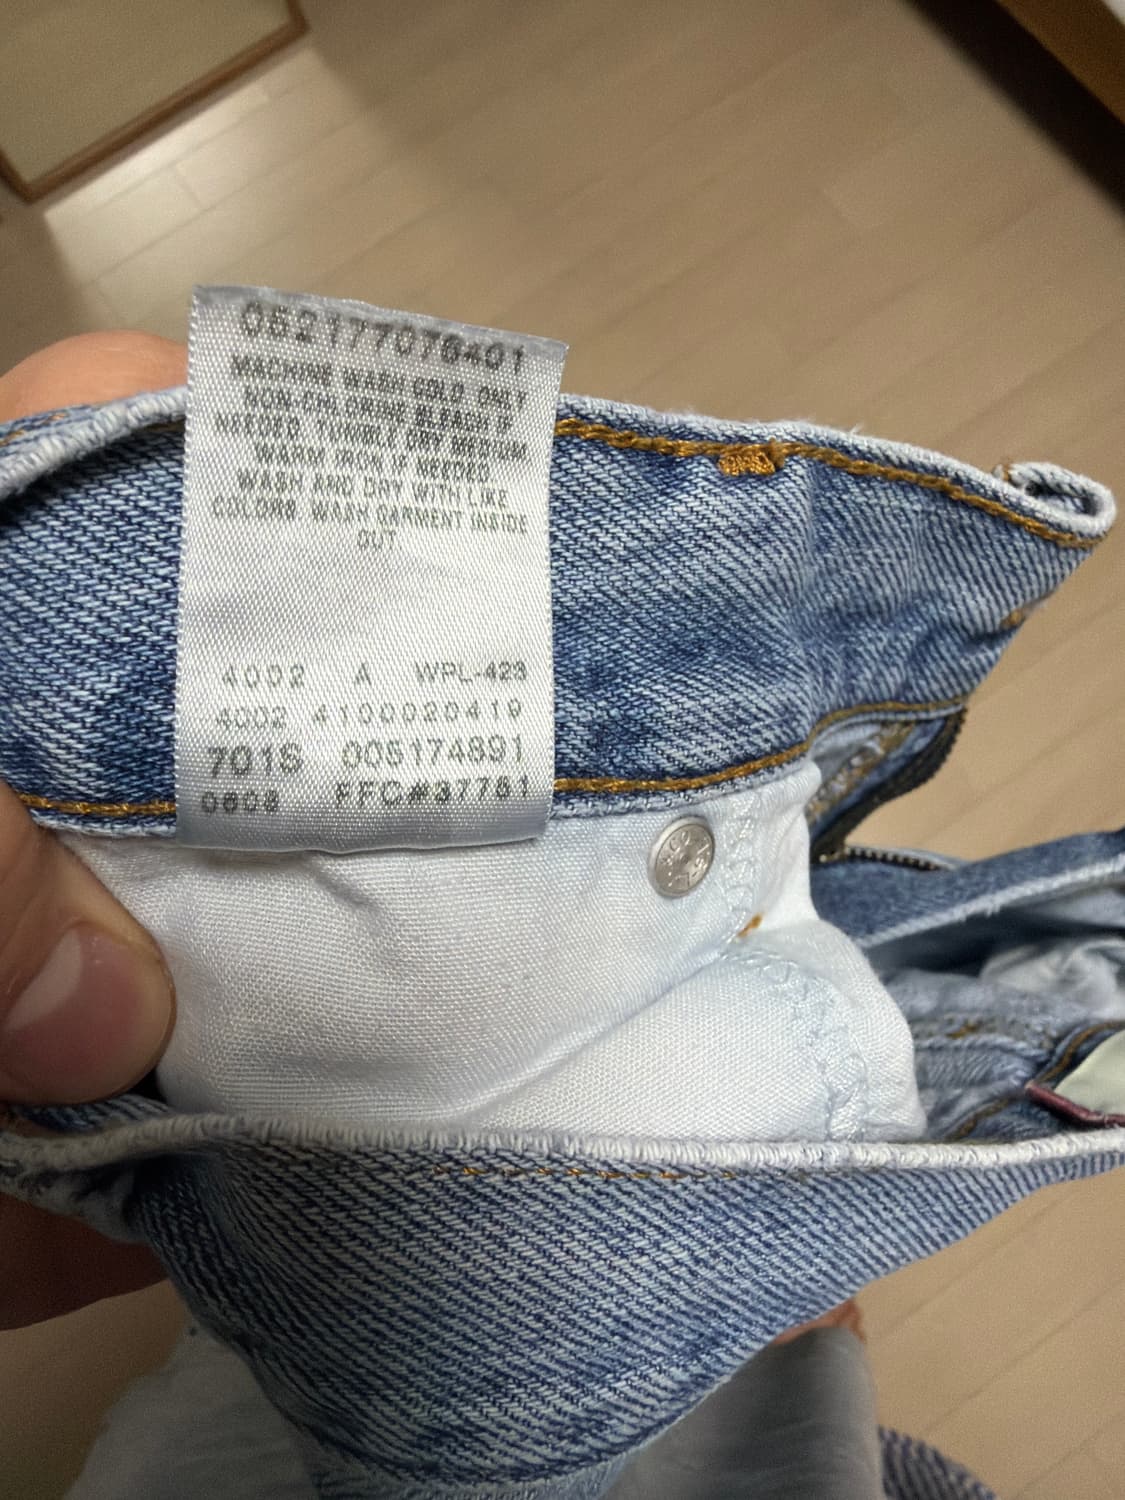 052177076401
MACHINE WASH COLD. ONLY
NON-CHLORINE BLEACH IF
NEEDED. TUMBLE DRY MEDIUM
WARM IRON IF NEEDED.
WASH AND DRY WITH LIKE
COLORS WASH GARMENT INSIDE
OUT
4002 A WPL-423
4002 4100020419
701S 005174891
0608 FFC#37751